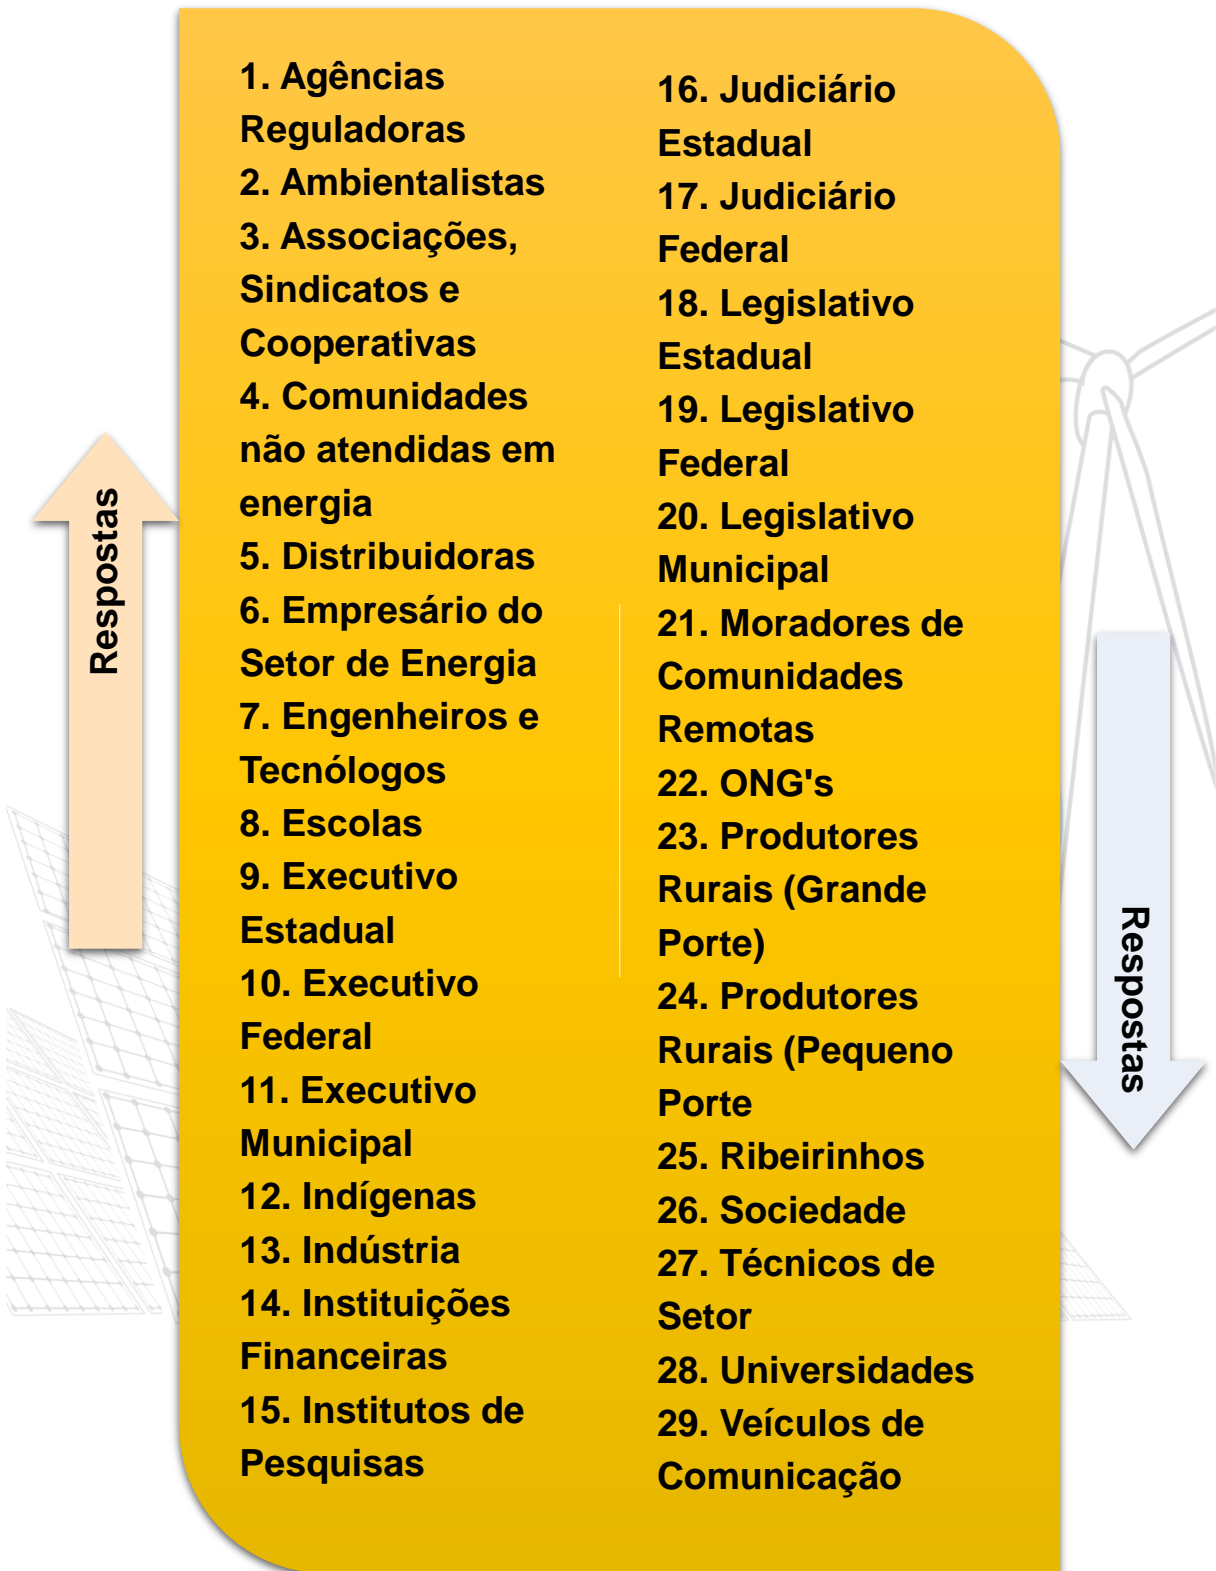 1. Agências
Reguladoras
2. Ambientalistas
3. Associações,
Sindicatos e
Cooperativas
4. Comunidades
não atendidas em
energia
5. Distribuidoras
6. Empresário do
Setor de Energia
7. Engenheiros e
Tecnólogos
8. Escolas
9. Executivo
Estadual
10. Executivo
Federal
11. Executivo
Municipal
12. Indígenas
13. Indústria
14. Instituições
Financeiras
15. Institutos de
Pesquisas
16. Judiciário
Estadual
17. Judiciário
Federal
18. Legislativo
Estadual
19. Legislativo
Federal
20. Legislativo
Municipal
21. Moradores de
Comunidades
Remotas
22. ONG's
23. Produtores
Rurais (Grande
Porte)
24. Produtores
Rurais (Pequeno
Porte
25. Ribeirinhos
26. Sociedade
27. Técnicos de
Setor
28. Universidades
29. Veículos de
Comunicação
Respostas
Respostas